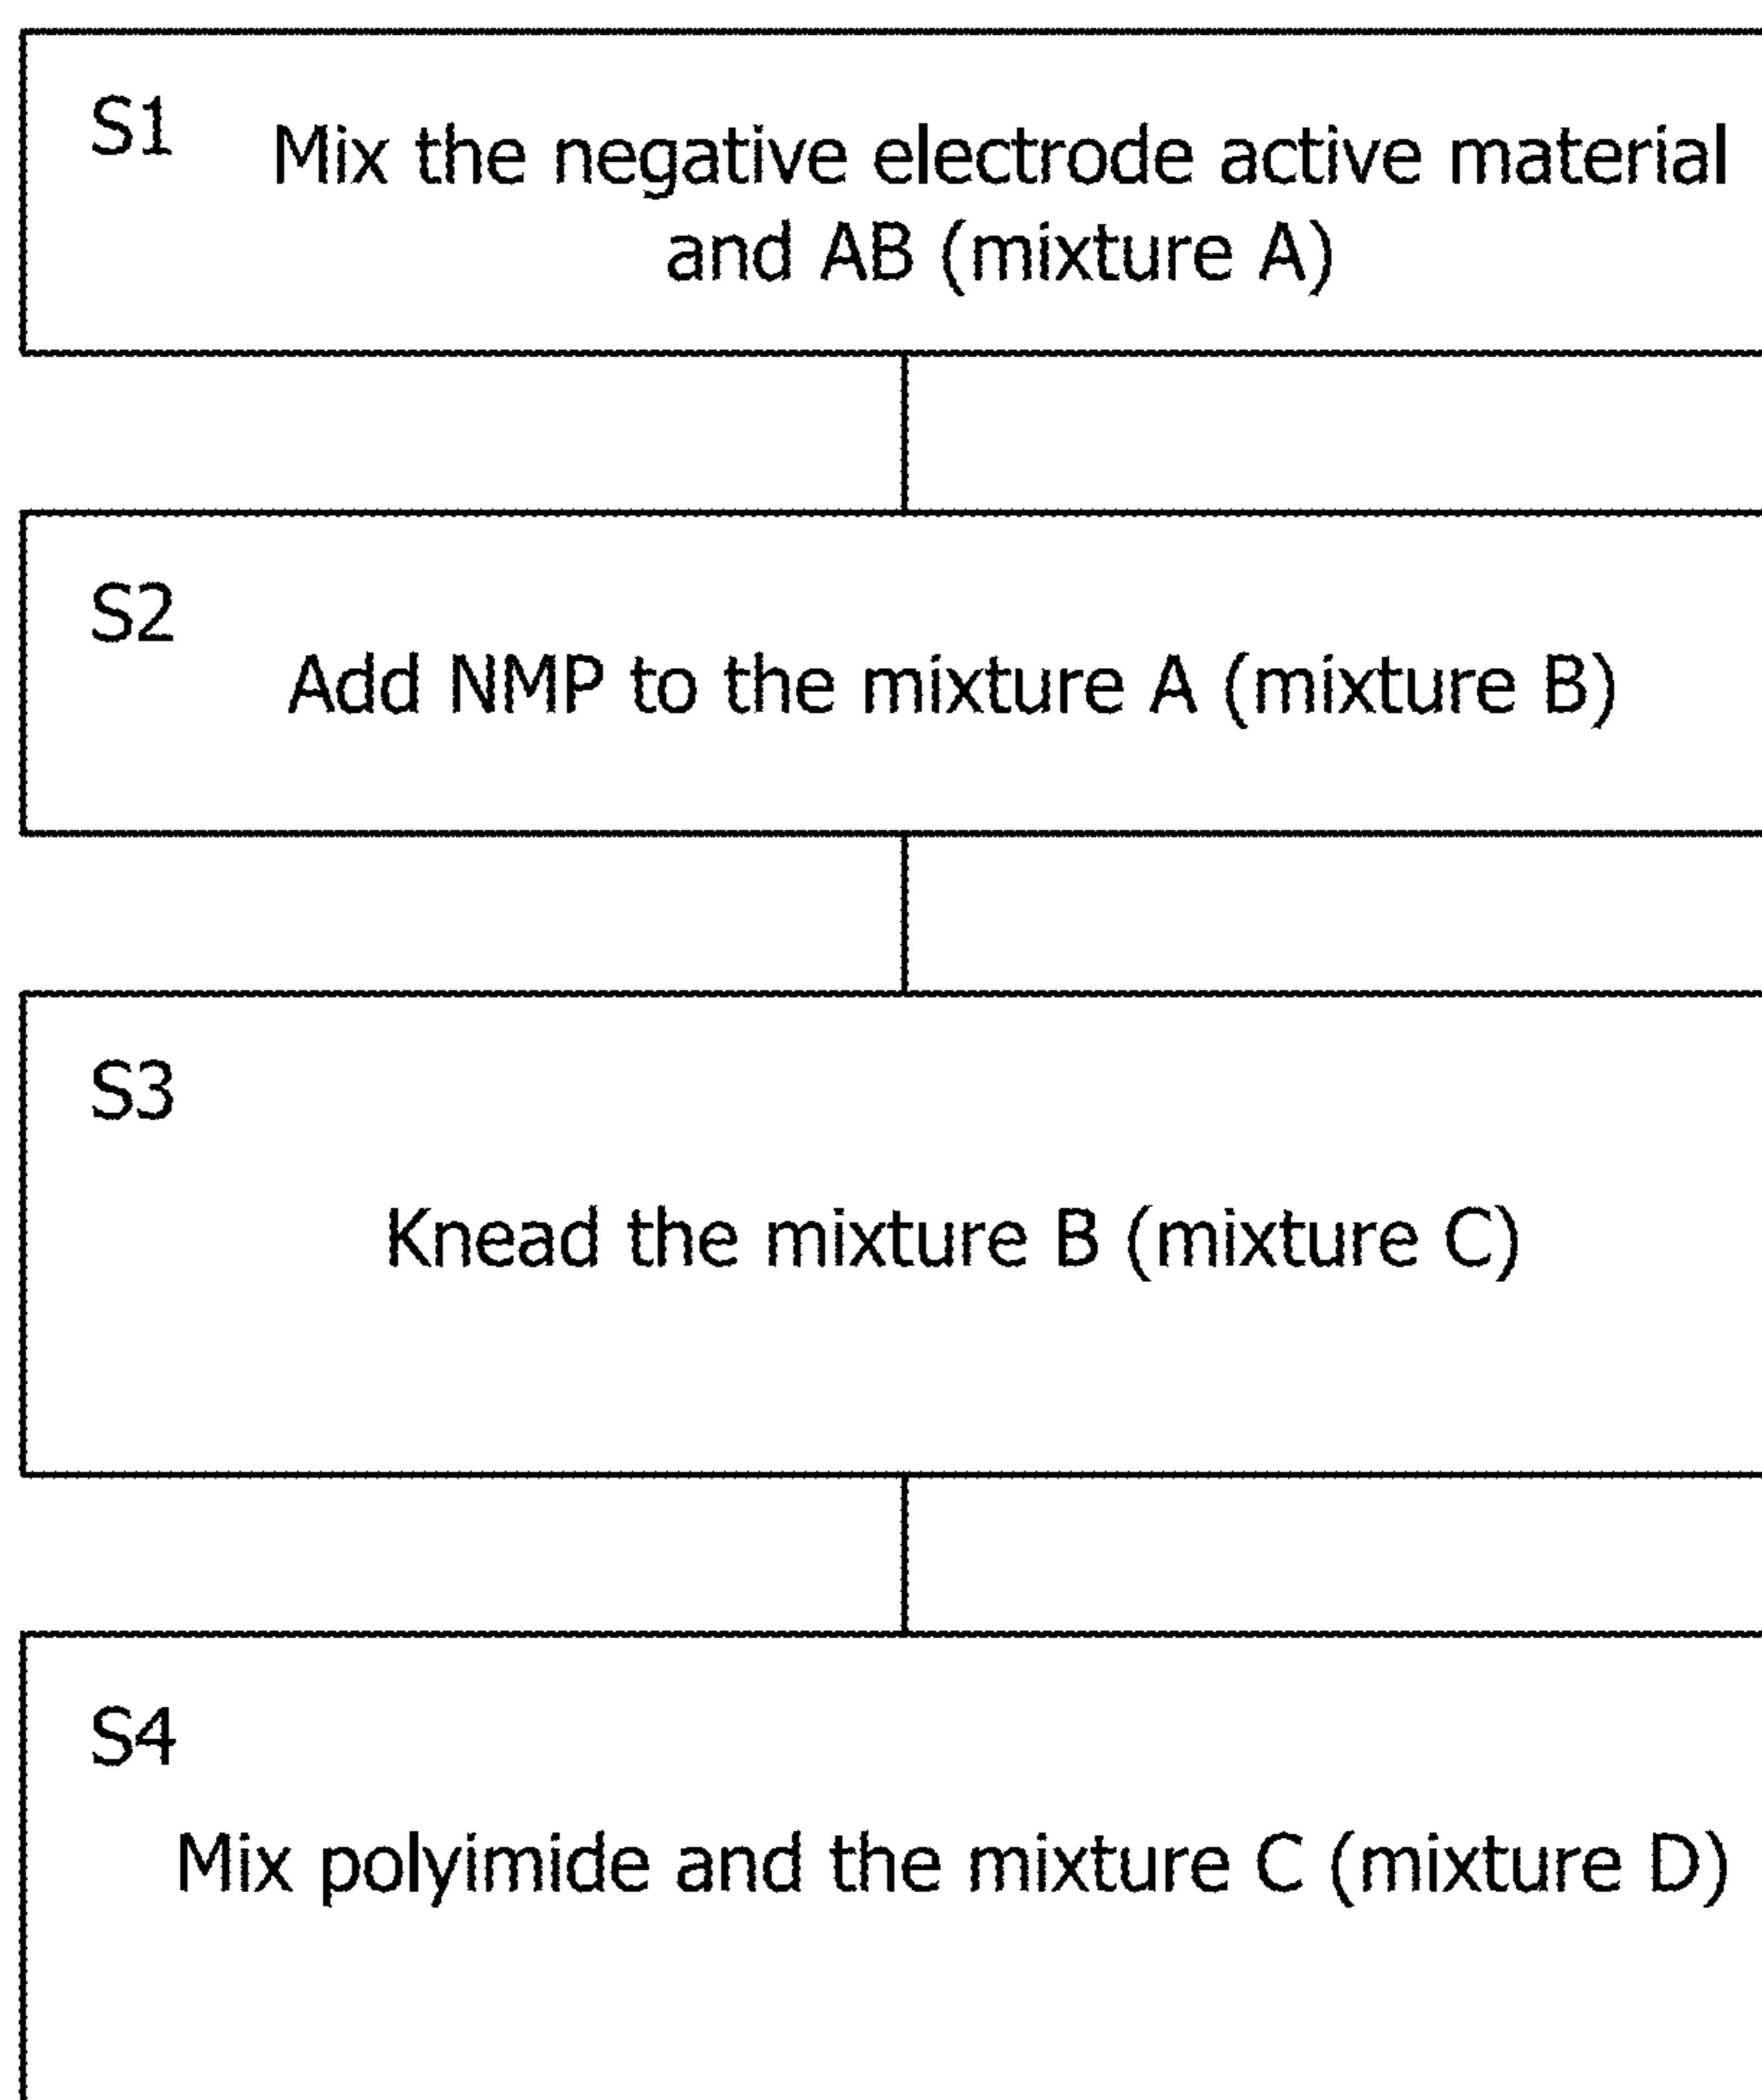 S1
Mix the negative electrode active material
and AB (mixture A)
S2
Add NMP to the mixture A (mixture B)
S3
Knead the mixture B (mixture C)
S4
Mix polyimide and the mixture C (mixture D)